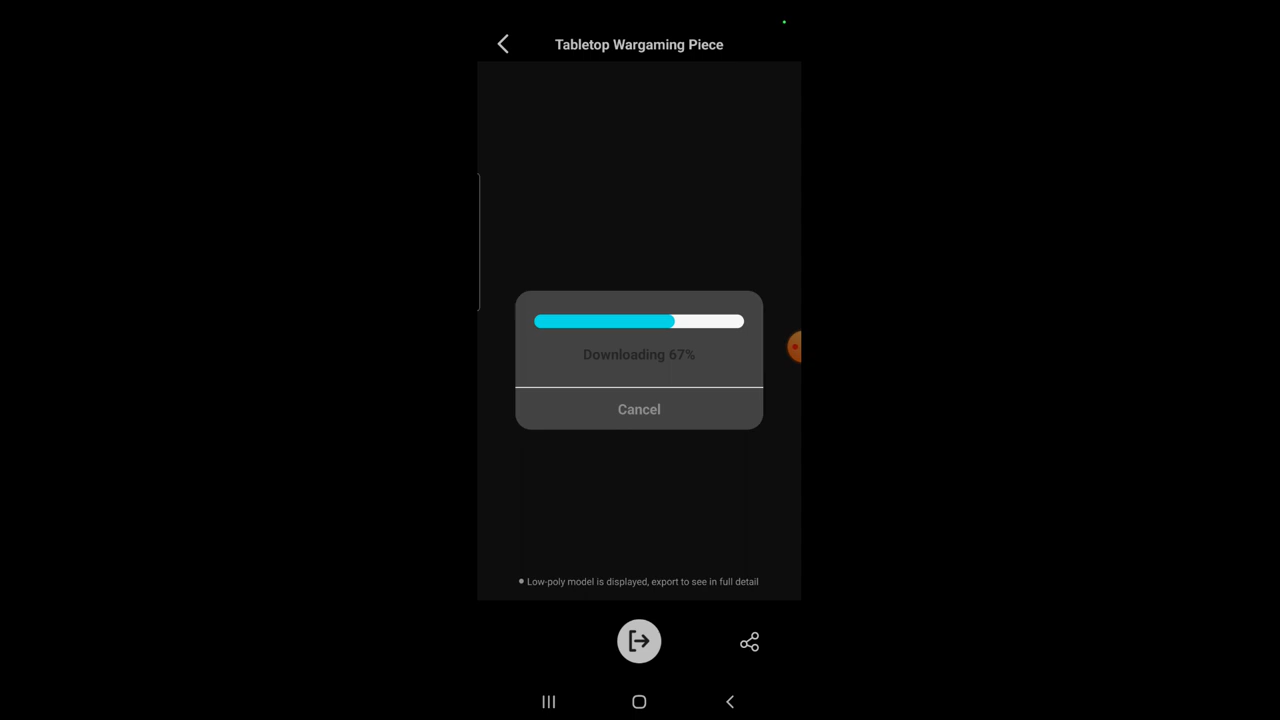 Tabletop Wargaming Piece
Downloading 67%
Cancel
Low-poly model is displayed, export to see in full detail